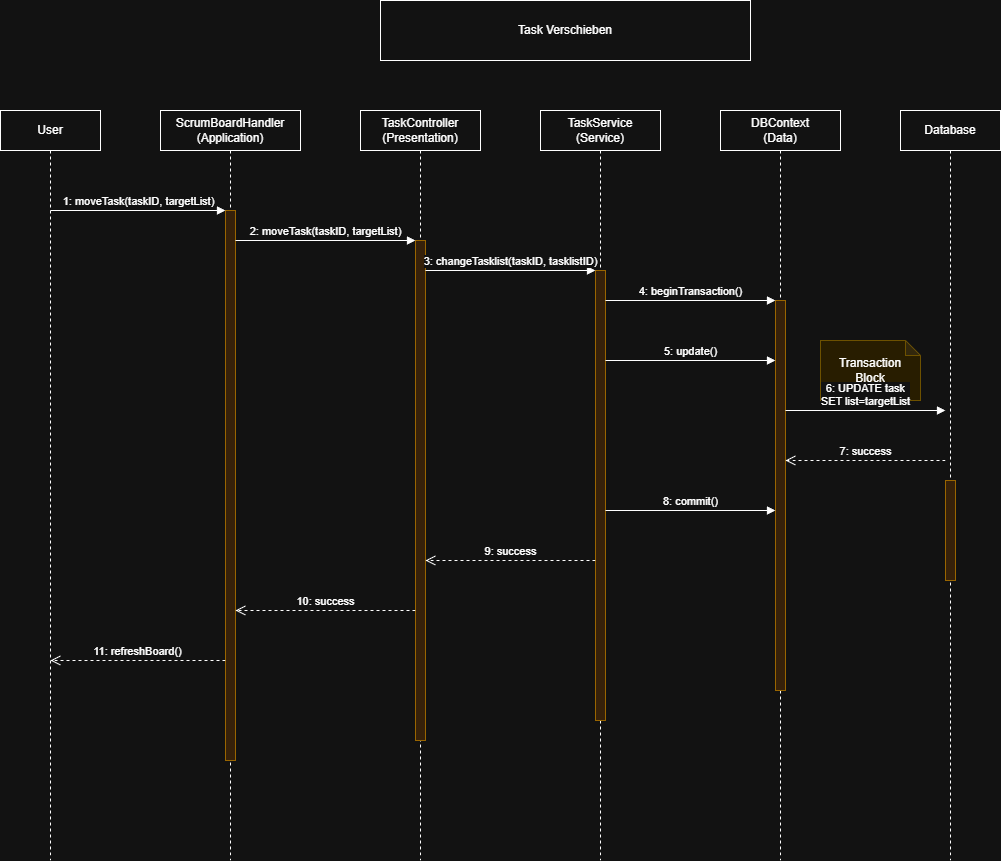 Task Verschieben
User
ScrumBoardHandler
(Application)
TaskController
(Presentation)
TaskService
(Service)
DBContext
(Data)
Database
1: moveTask(taskID, targetList)
2: moveTask(taskID, targetList)
3: changeTasklist(taskID, tasklistID)
4: beginTransaction()
5: update()
Transaction
Block
6: UPDATE task
SET list=targetList
7: success
8: commit()
9: success
10: success
11: refreshBoard()